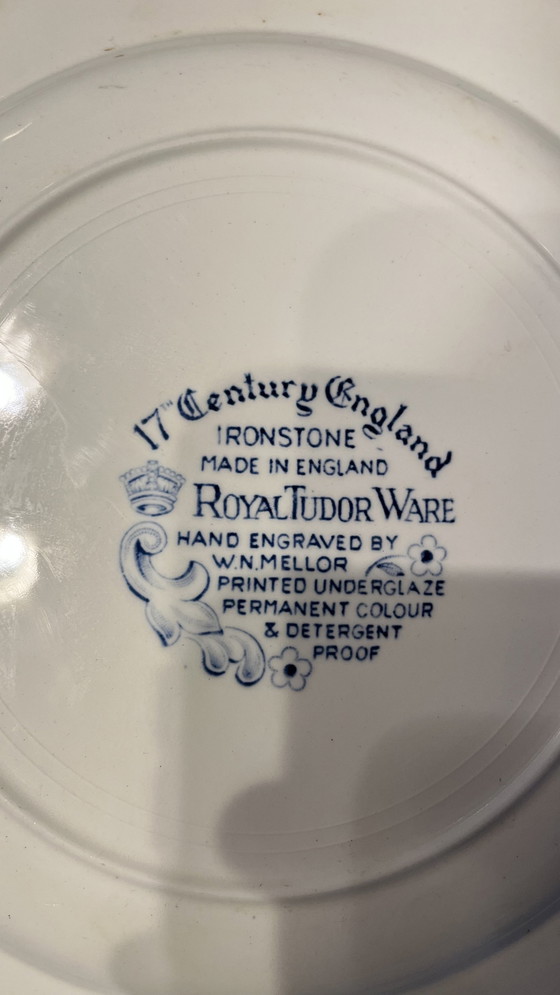 17th Century England
IRONSTONE
MADE IN ENGLAND
ROYAL TUDOR WARE
HAND ENGRAVED BY
W.N.MELLOR
PRINTED UNDERGLAZE
PERMANENT COLOUR
& DETERGENT
PROOF